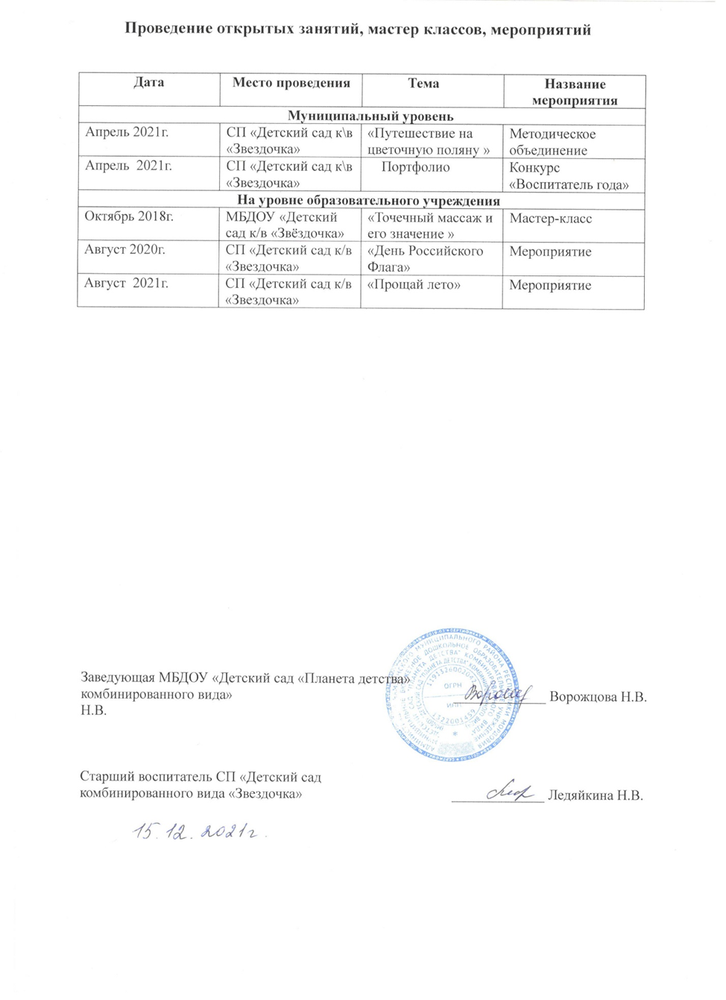 Проведение открытых занятий, мастер классов, мероприятий
Дата Место проведения Тема Название
мероприятия
Муниципальный уровень
Апрель 2021г. СП «Детский сад к\в «Путешествие на Методическое
«Звездочка» цветочную поляну » объединение
Апрель 2021г. СП «Детский сад к\в Портфолио Конкурс
«Звездочка» «Воспитатель года»
На уровне образовательного учреждения
Октябрь 2018г. МБДОУ «Детский «Точечный массаж и Мастер-класс
сад к/в «Звёздочка» его значение »
Август 2020г. СП «Детский сад к/в «День Российского Мероприятие
«Звездочка» Флага»
Август 2021г. СП «Детский сад к/в «Прощай лето» Мероприятие
«Звездочка»
Заведующая МБДОУ «Детский сад «Планета детства»
комбинированного вида» Ворожцова Н.В.
Н.В.
ОГРН
ИНН
Старший воспитатель СП «Детский сад
комбинированного вида «Звездочка» Ледяйкина Н.В.
15.12.2021г.